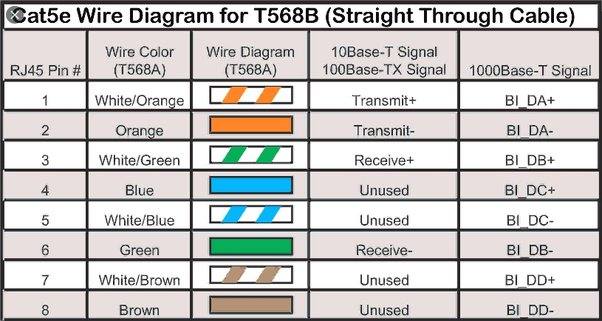 Cat5e Wire Diagram for T568B (Straight Through Cable)
RJ45 Pin # Wire Color (T568A) Wire Diagram (T568A) 10Base-T Signal 100Base-TX Signal 1000Base-T Signal
1 White/Orange Transmit+ BI_DA+
2 Orange Transmit- BI_DA-
3 White/Green Receive+ BI_DB+
4 Blue Unused BI_DC+
5 White/Blue Unused BI_DC-
6 Green Receive- BI_DB-
7 White/Brown Unused BI_DD+
8 Brown Unused BI_DD-